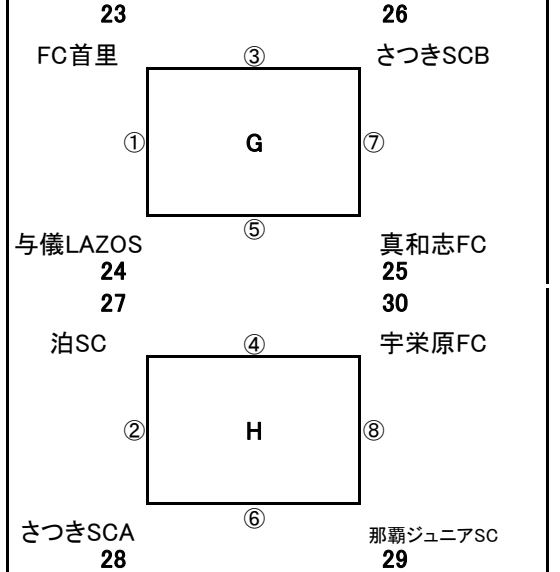 23 26
FC首里 ③ さつきSCB
① G ⑦
⑤
与儀LAZOS 真和志FC
24 25
27 30
泊SC ④ 宇栄原FC
② H ⑧
⑥
さつきSCA 那覇ジュニアSC
28 29